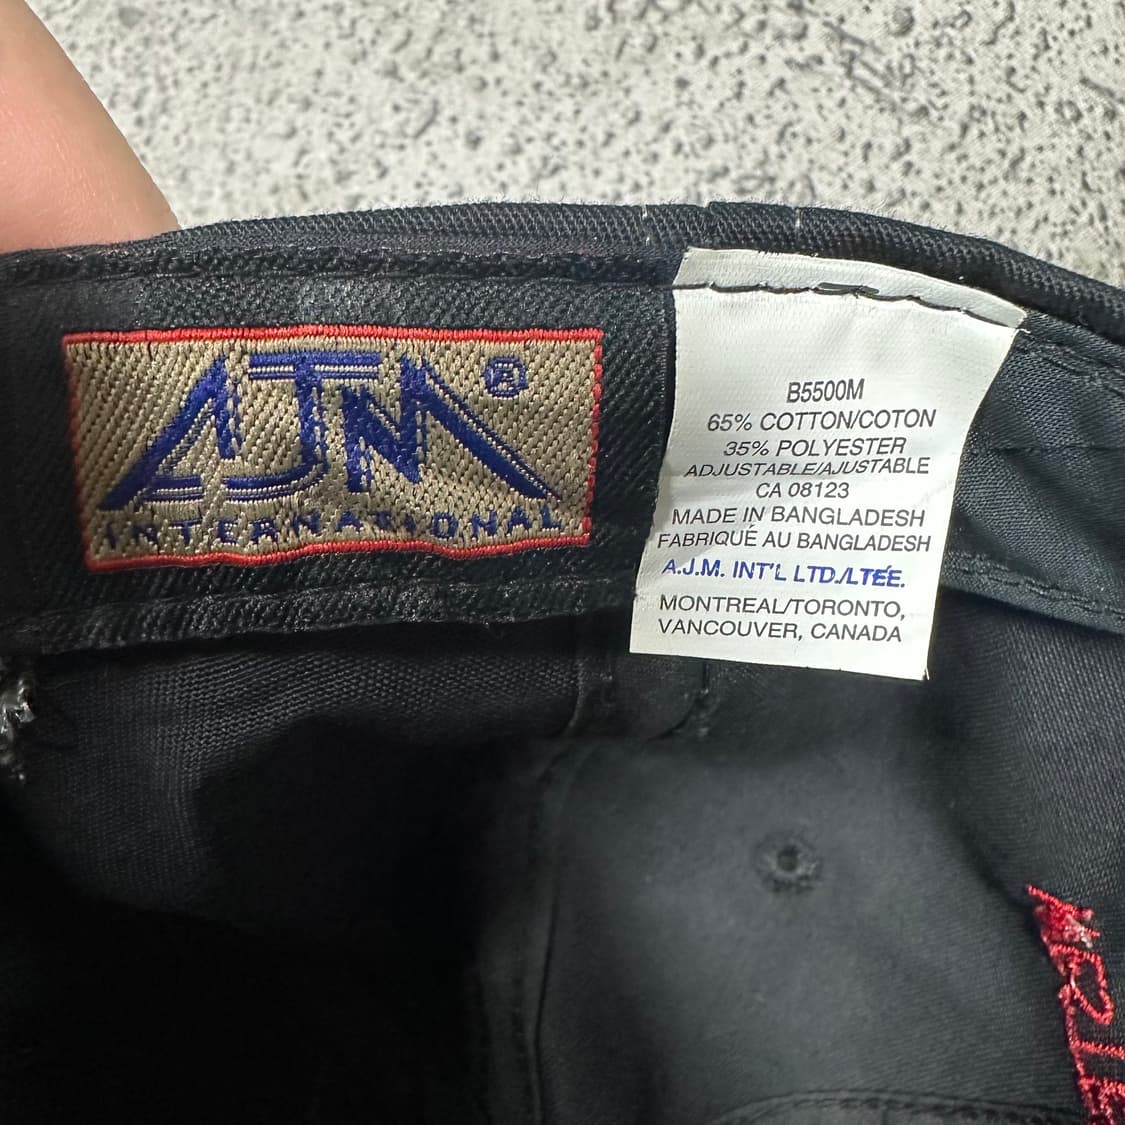 AJM ®
INTERNATIONAL
B5500M
65% COTTON/COTON
35% POLYESTER
ADJUSTABLE/AJUSTABLE
CA 08123
MADE IN BANGLADESH
FABRIQUÉ AU BANGLADESH
A.J.M. INT'L LTD./LTÉE.
MONTREAL/TORONTO,
VANCOUVER, CANADA